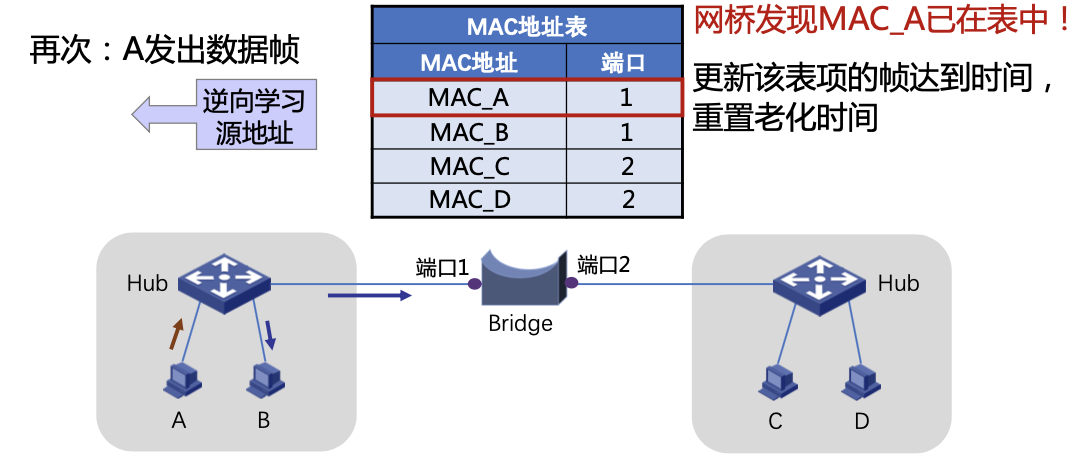 再次：A发出数据帧
逆向学习
源地址
MAC地址表
MAC地址 端口
MAC_A 1
MAC_B 1
MAC_C 2
MAC_D 2
网桥发现MAC_A已在表中！
更新该表项的帧达到时间，
重置老化时间
Hub
端口1
端口2
Hub
Bridge
A
B
C
D